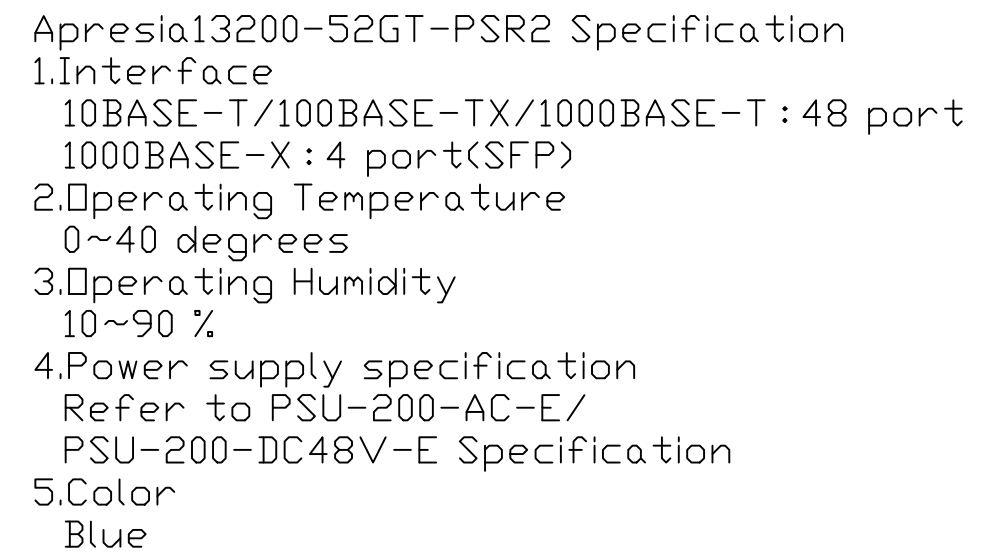 Apresia13200-52GT-PSR2 Specification
1.Interface
10BASE-T/100BASE-TX/1000BASE-T:48 port
1000BASE-X:4 port(SFP)
2.Operating Temperature
0~40 degrees
3.Operating Humidity
10~90 %
4.Power supply specification
Refer to PSU-200-AC-E/
PSU-200-DC48V-E Specification
5.Color
Blue